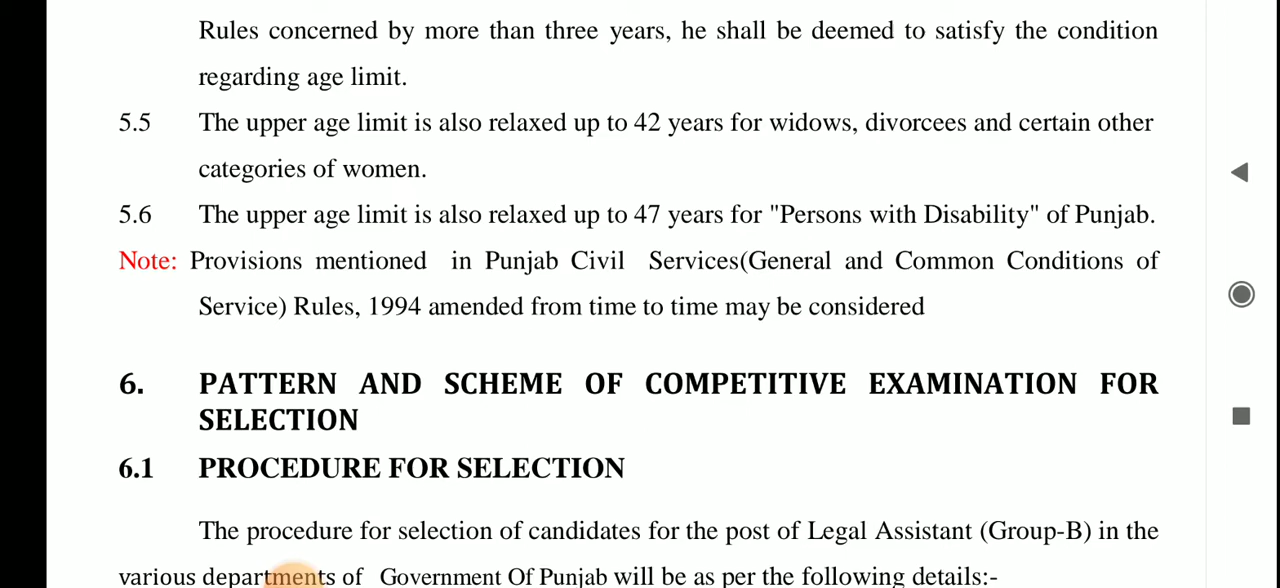 Rules concerned by more than three years, he shall be deemed to satisfy the condition
regarding age limit.
5.5 The upper age limit is also relaxed up to 42 years for widows, divorcees and certain other
categories of women.
5.6 The upper age limit is also relaxed up to 47 years for "Persons with Disability" of Punjab.
Note: Provisions mentioned in Punjab Civil Services(General and Common Conditions of
Service) Rules, 1994 amended from time to time may be considered
6. PATTERN AND SCHEME OF COMPETITIVE EXAMINATION FOR
SELECTION
6.1 PROCEDURE FOR SELECTION
The procedure for selection of candidates for the post of Legal Assistant (Group-B) in the
various departments of Government Of Punjab will be as per the following details:-